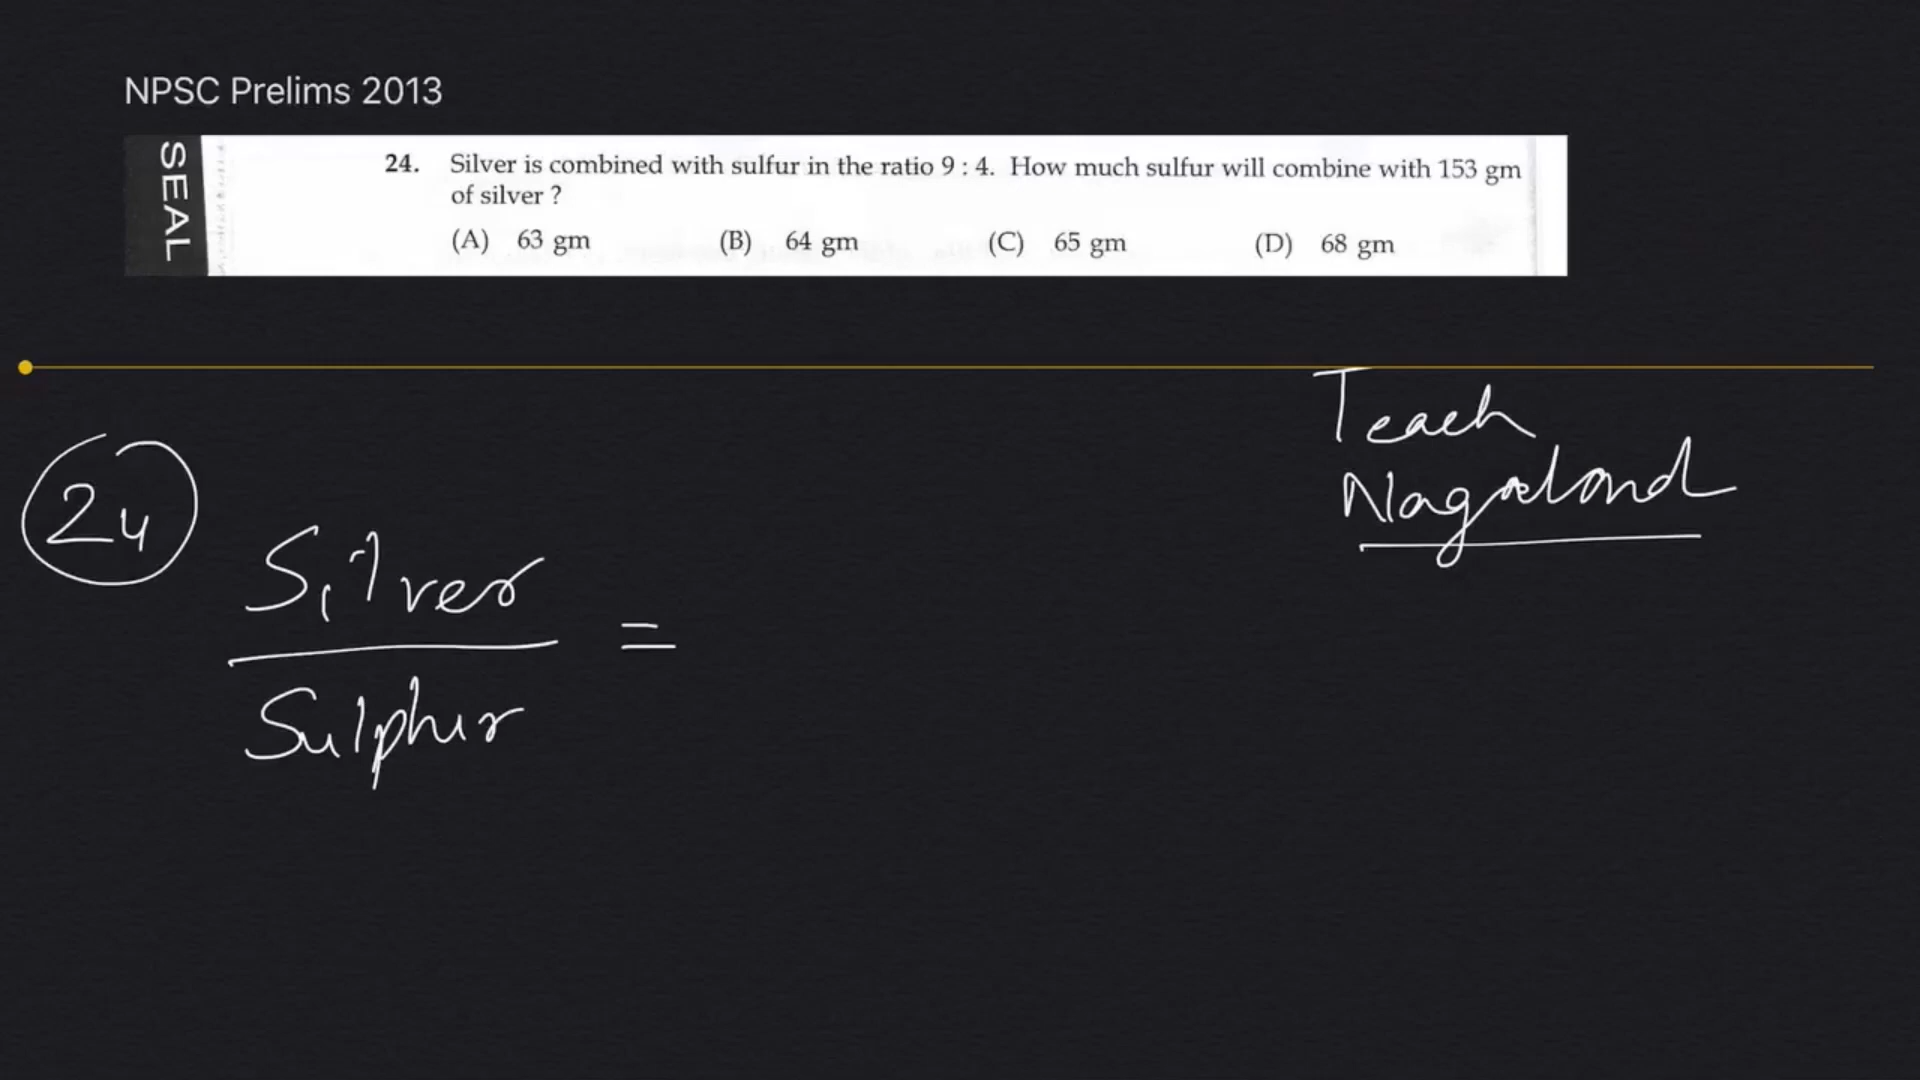 NPSC Prelims 2013
SEAL
24. Silver is combined with sulfur in the ratio 9 : 4. How much sulfur will combine with 153 gm
of silver ?
(A) 63 gm (B) 64 gm (C) 65 gm (D) 68 gm
Teach
Nagaland
24
Silver
=
Sulphur